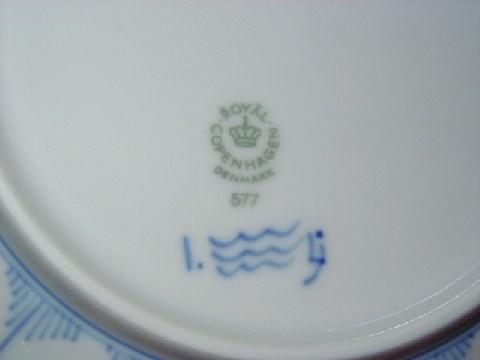 ROYAL
COPENHAGEN
DENMARK
577
1.